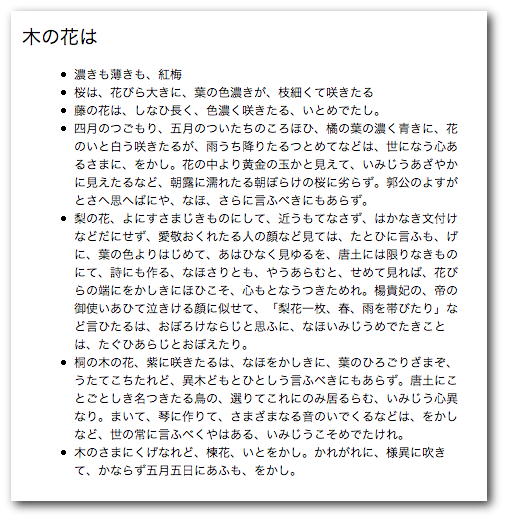 木の花は
濃きも薄きも、紅梅
桜は、花びら大きに、葉の色濃きが、枝細くて咲きたる
藤の花は、しなひ長く、色濃く咲きたる、いとめでたし。
四月のつごもり、五月のついたちのころほひ、橘の葉の濃く青きに、花
のいと白う咲きたるが、雨うち降りたるつとめてなどは、世になう心あ
るさまに、をかし。花の中より黄金の玉かと見えて、いみじうあざやか
に見えたるなど、朝露に濡れたる朝ぼらけの桜に劣らず。郭公のよすが
とさへ思へばにや、なほ、さらに言ふべきにもあらず。
梨の花、よにすさまじきものにして、近うもてなさず、はかなき文付け
などだにせず、愛敬おくれたる人の顔など見ては、たとひに言ふも、げ
に、葉の色よりはじめて、あはひなく見ゆるを、唐土には限りなきもの
にて、詩にも作る、なほさりとも、やうあらむと、せめて見れば、花び
らの端にをかしきにほひこそ、心もとなうつきためれ。楊貴妃の、帝の
御使いあひて泣きける顔に似せて、「梨花一枚、春、雨を帯びたり」な
ど言ひたるは、おぼろけならじと思ふに、なほいみじうめでたきこと
は、たぐひあらじとおぼえたり。
桐の木の花、紫に咲きたるは、なほをかしきに、葉のひろごりざまぞ、
うたてこちたれど、異木どもとひとしう言ふべきにもあらず。唐土にこ
とごとしき名つきたる鳥の、選りてこれにのみ居るらむ、いみじう心異
なり。まいて、琴に作りて、さまざまなる音のいでくるなどは、をかし
など、世の常に言ふべくやはある、いみじうこそめでたけれ。
木のさまにくげなれど、楝花、いとをかし。かれがれに、様異に吹き
て、かならず五月五日にあふも、をかし。